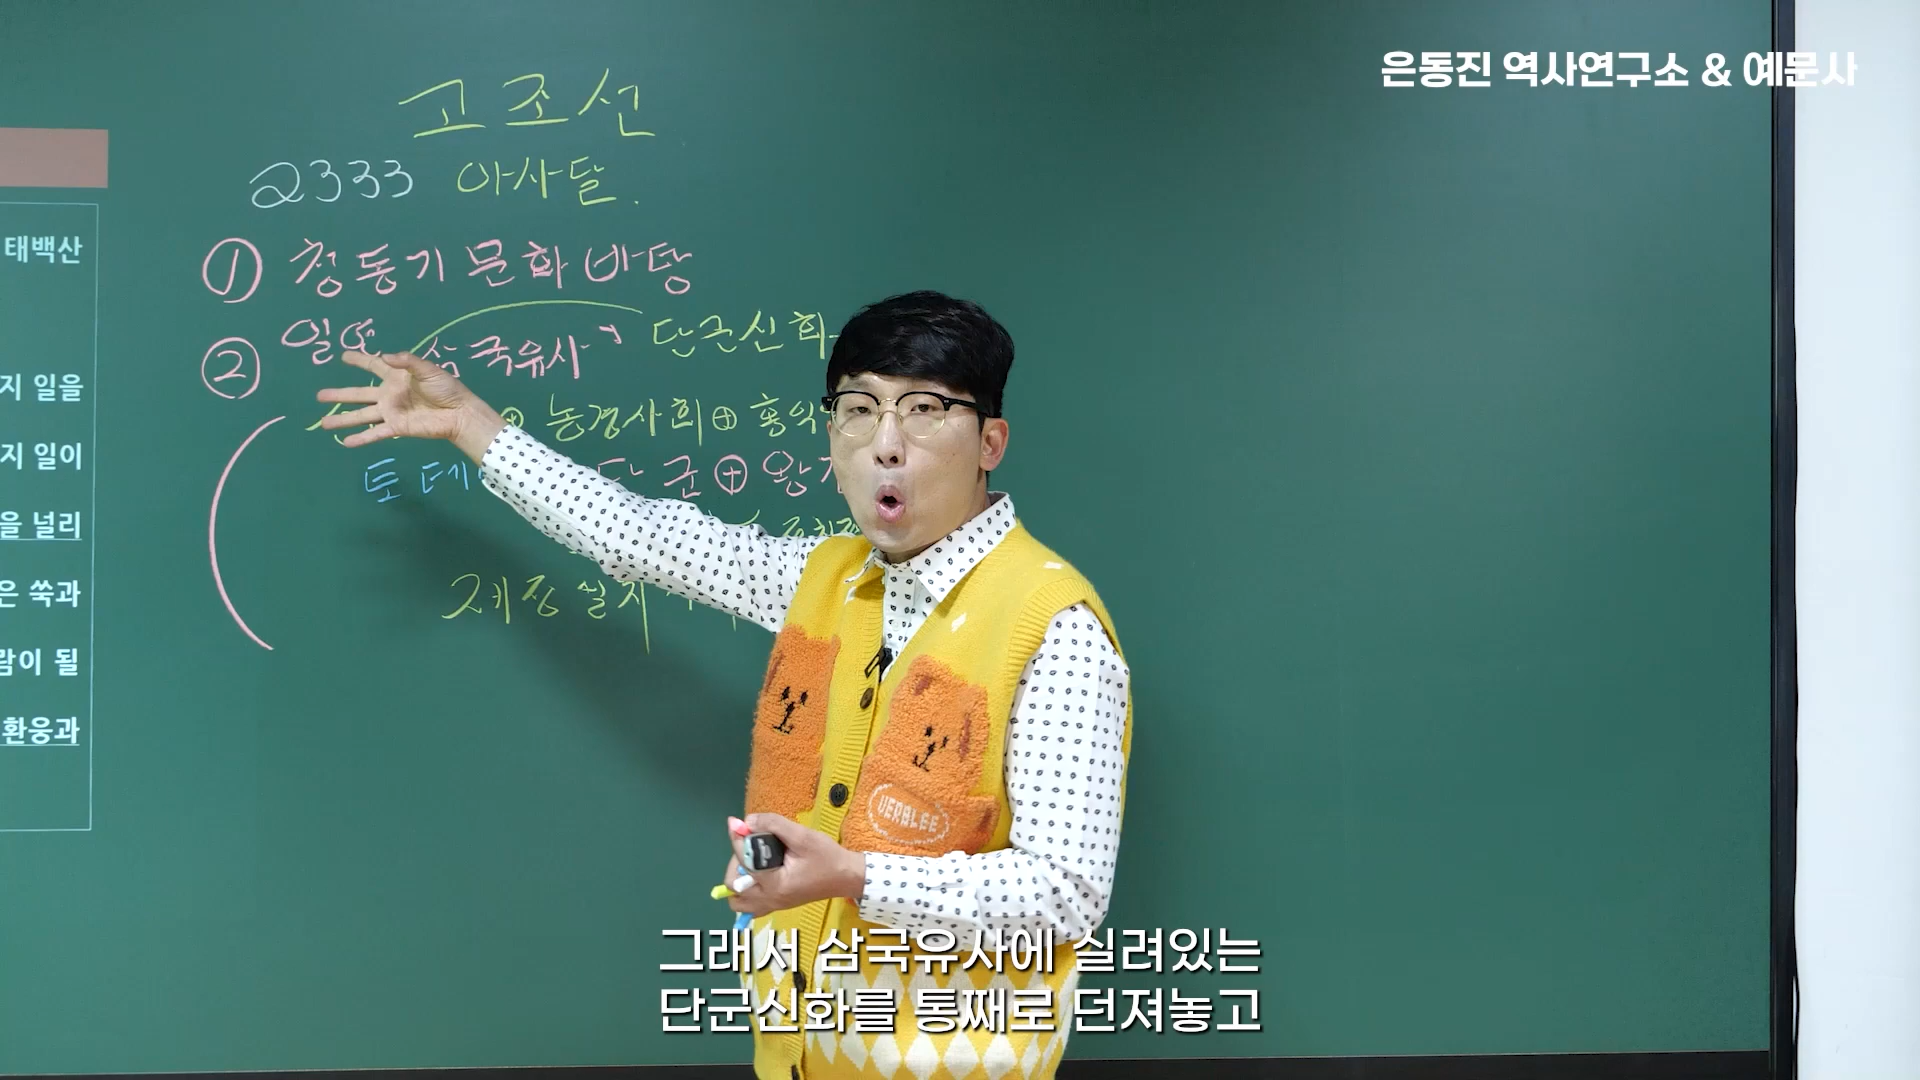 은동진 역사연구소 & 예문사
고조선
2333 아사달.
① 청동기 문화 바탕
② 일연 삼국유사 단군신화
농경사회 ⊕ 홍익
토테 단군 ⊕ 왕
제정일치
태백산
지 일을
지 일이
을 널리
은 쑥과
람이 될
환웅과
VERBLEE
그래서 삼국유사에 실려있는
단군신화를 통째로 던져놓고